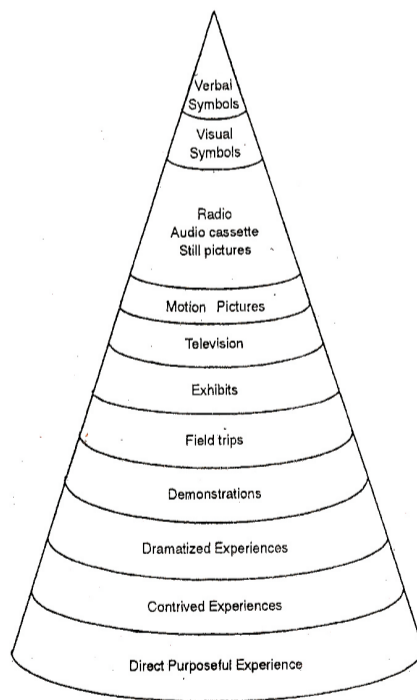 Verbal
Symbols
Visual
Symbols
Radio
Audio cassette
Still pictures
Motion Pictures
Television
Exhibits
Field trips
Demonstrations
Dramatized Experiences
Contrived Experiences
Direct Purposeful Experience